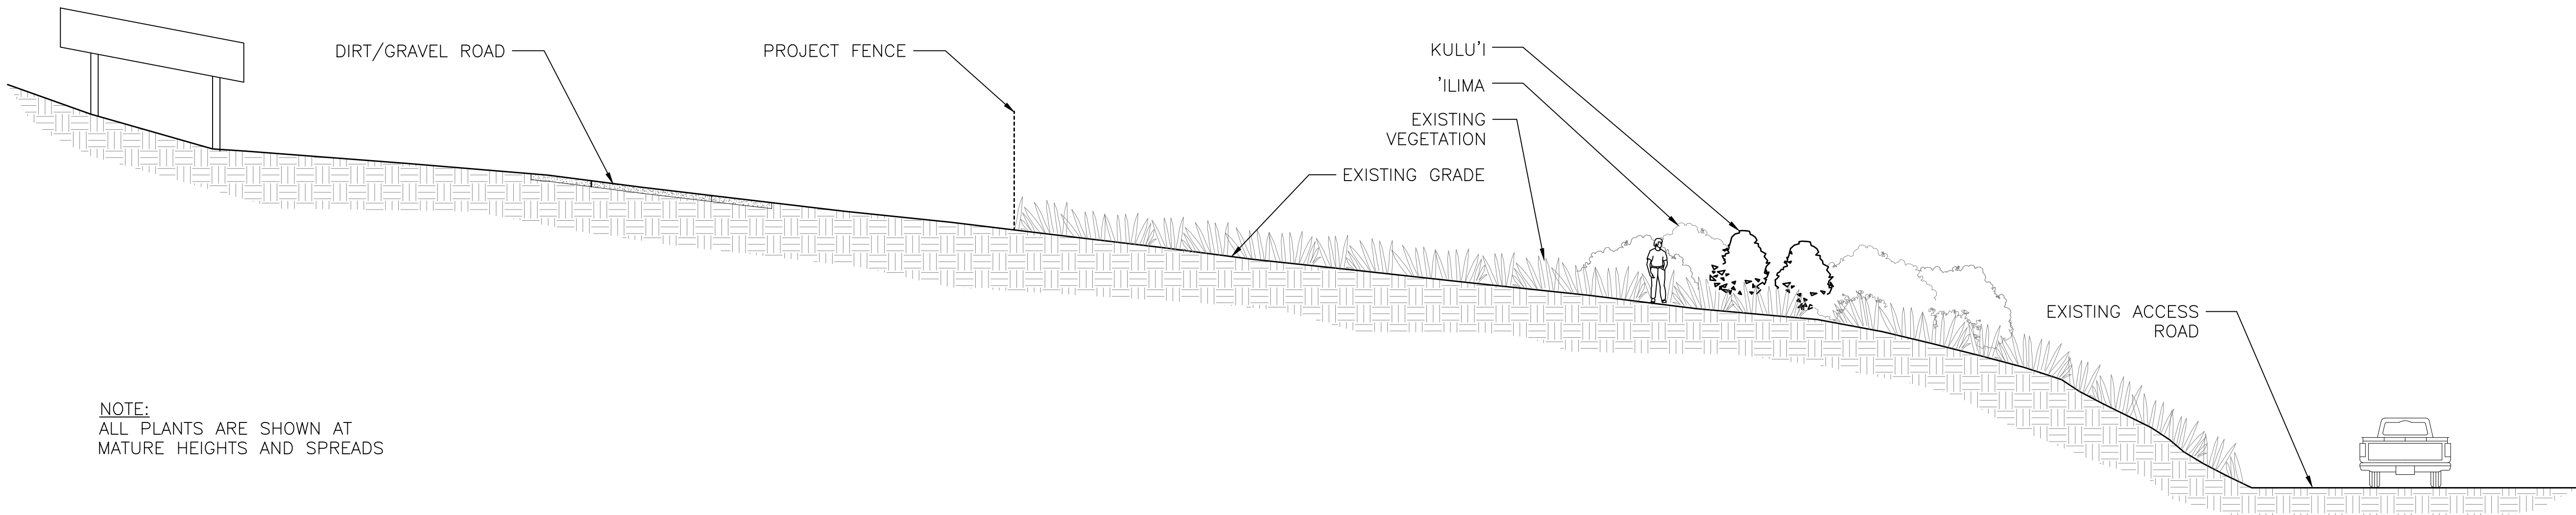 DIRT/GRAVEL ROAD
PROJECT FENCE
KULU'I
'ILIMA
EXISTING
VEGETATION
EXISTING GRADE
EXISTING ACCESS
ROAD
NOTE:
ALL PLANTS ARE SHOWN AT
MATURE HEIGHTS AND SPREADS